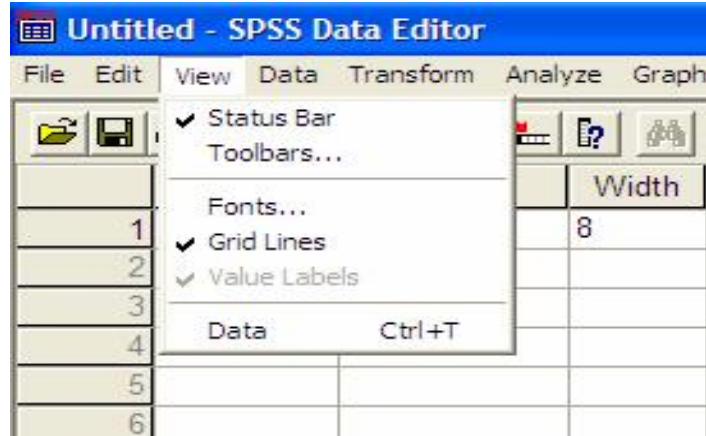 Untitled - SPSS Data Editor
File Edit View Data Transform Analyze Graph
Status Bar
Toolbars...
Width
Fonts...
1 8
Grid Lines
2
Value Labels
3
Data Ctrl+T
4
5
6